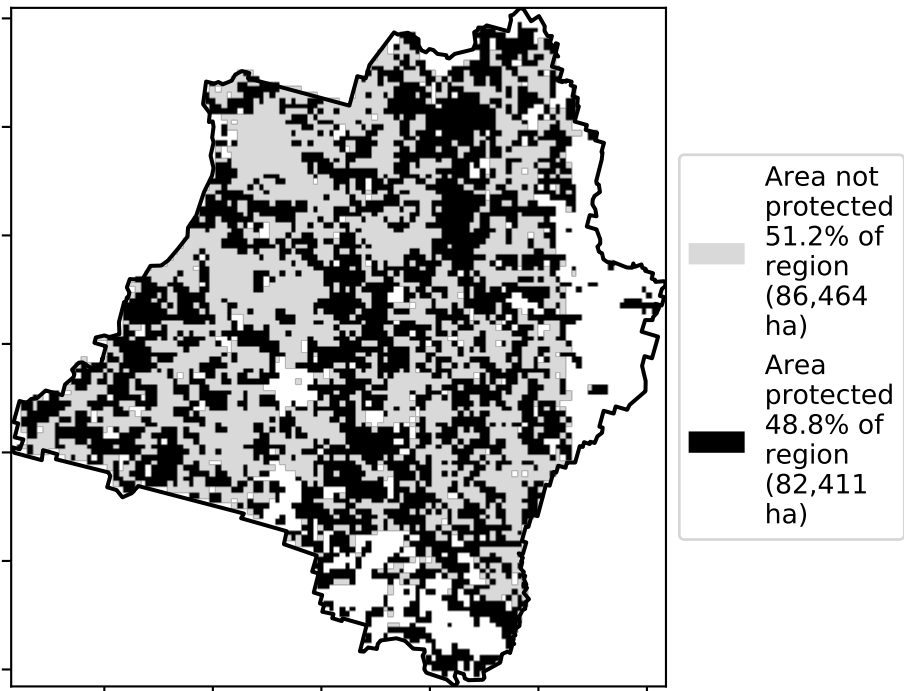 Area not
protected
51.2% of
region
(86,464
ha)
Area
protected
48.8% of
region
(82,411
ha)